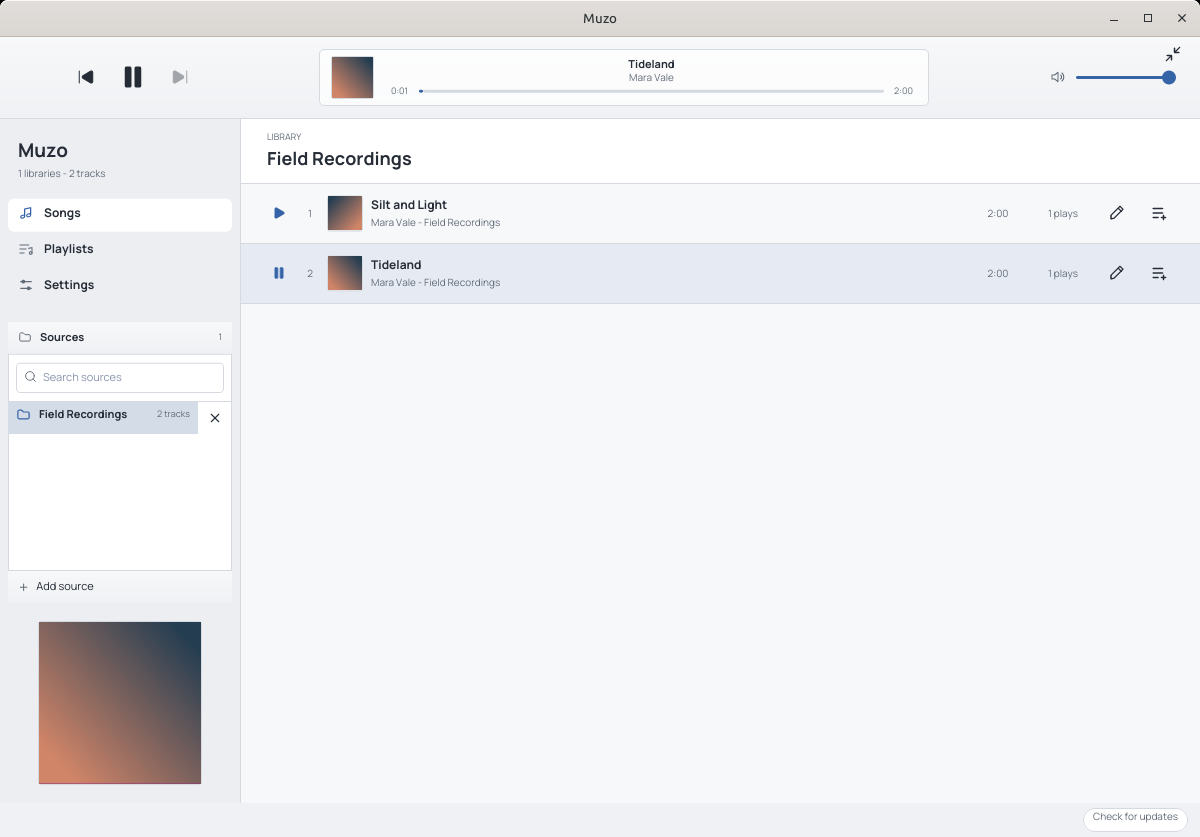 Muzo
Tideland
Mara Vale
0:01
2:00
Muzo
1 libraries - 2 tracks
Songs
Playlists
Settings
Sources
1
Search sources
Field Recordings
2 tracks
Add source
LIBRARY
Field Recordings
1
Silt and Light
Mara Vale - Field Recordings
2:00
1 plays
2
Tideland
Mara Vale - Field Recordings
2:00
1 plays
Check for updates